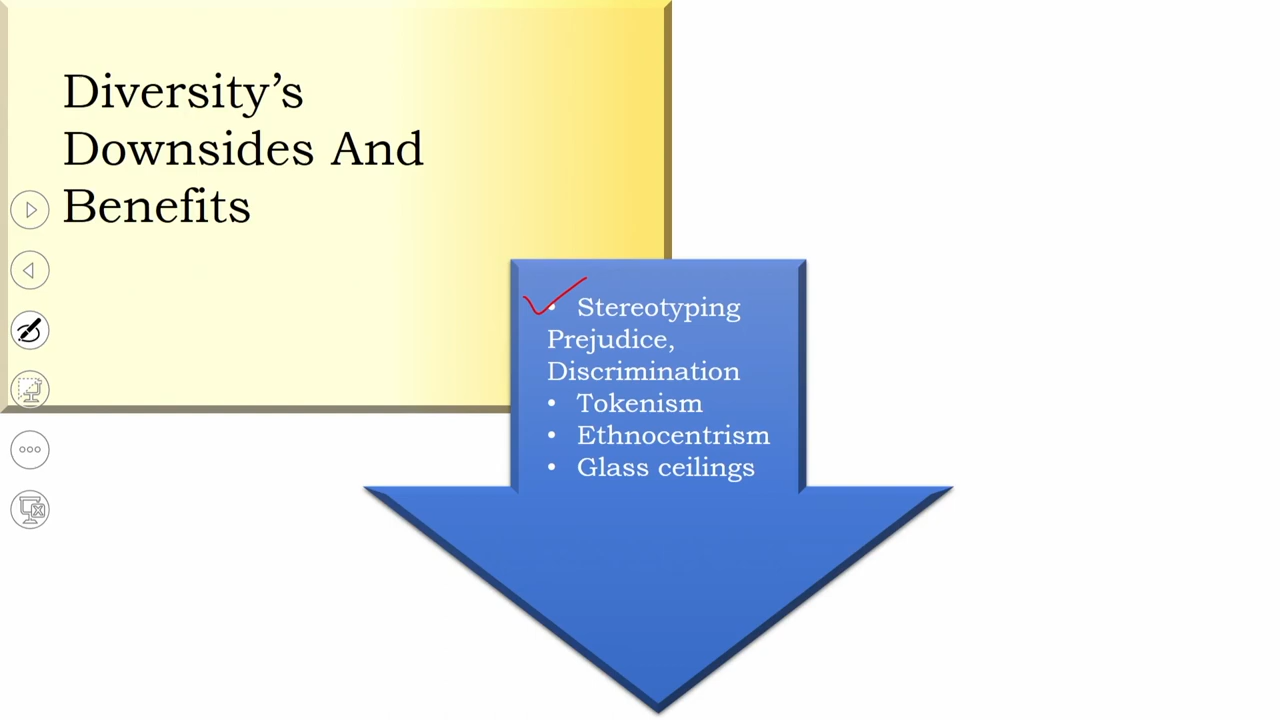 Diversity’s
Downsides And
Benefits
• Stereotyping
Prejudice,
Discrimination
• Tokenism
• Ethnocentrism
• Glass ceilings